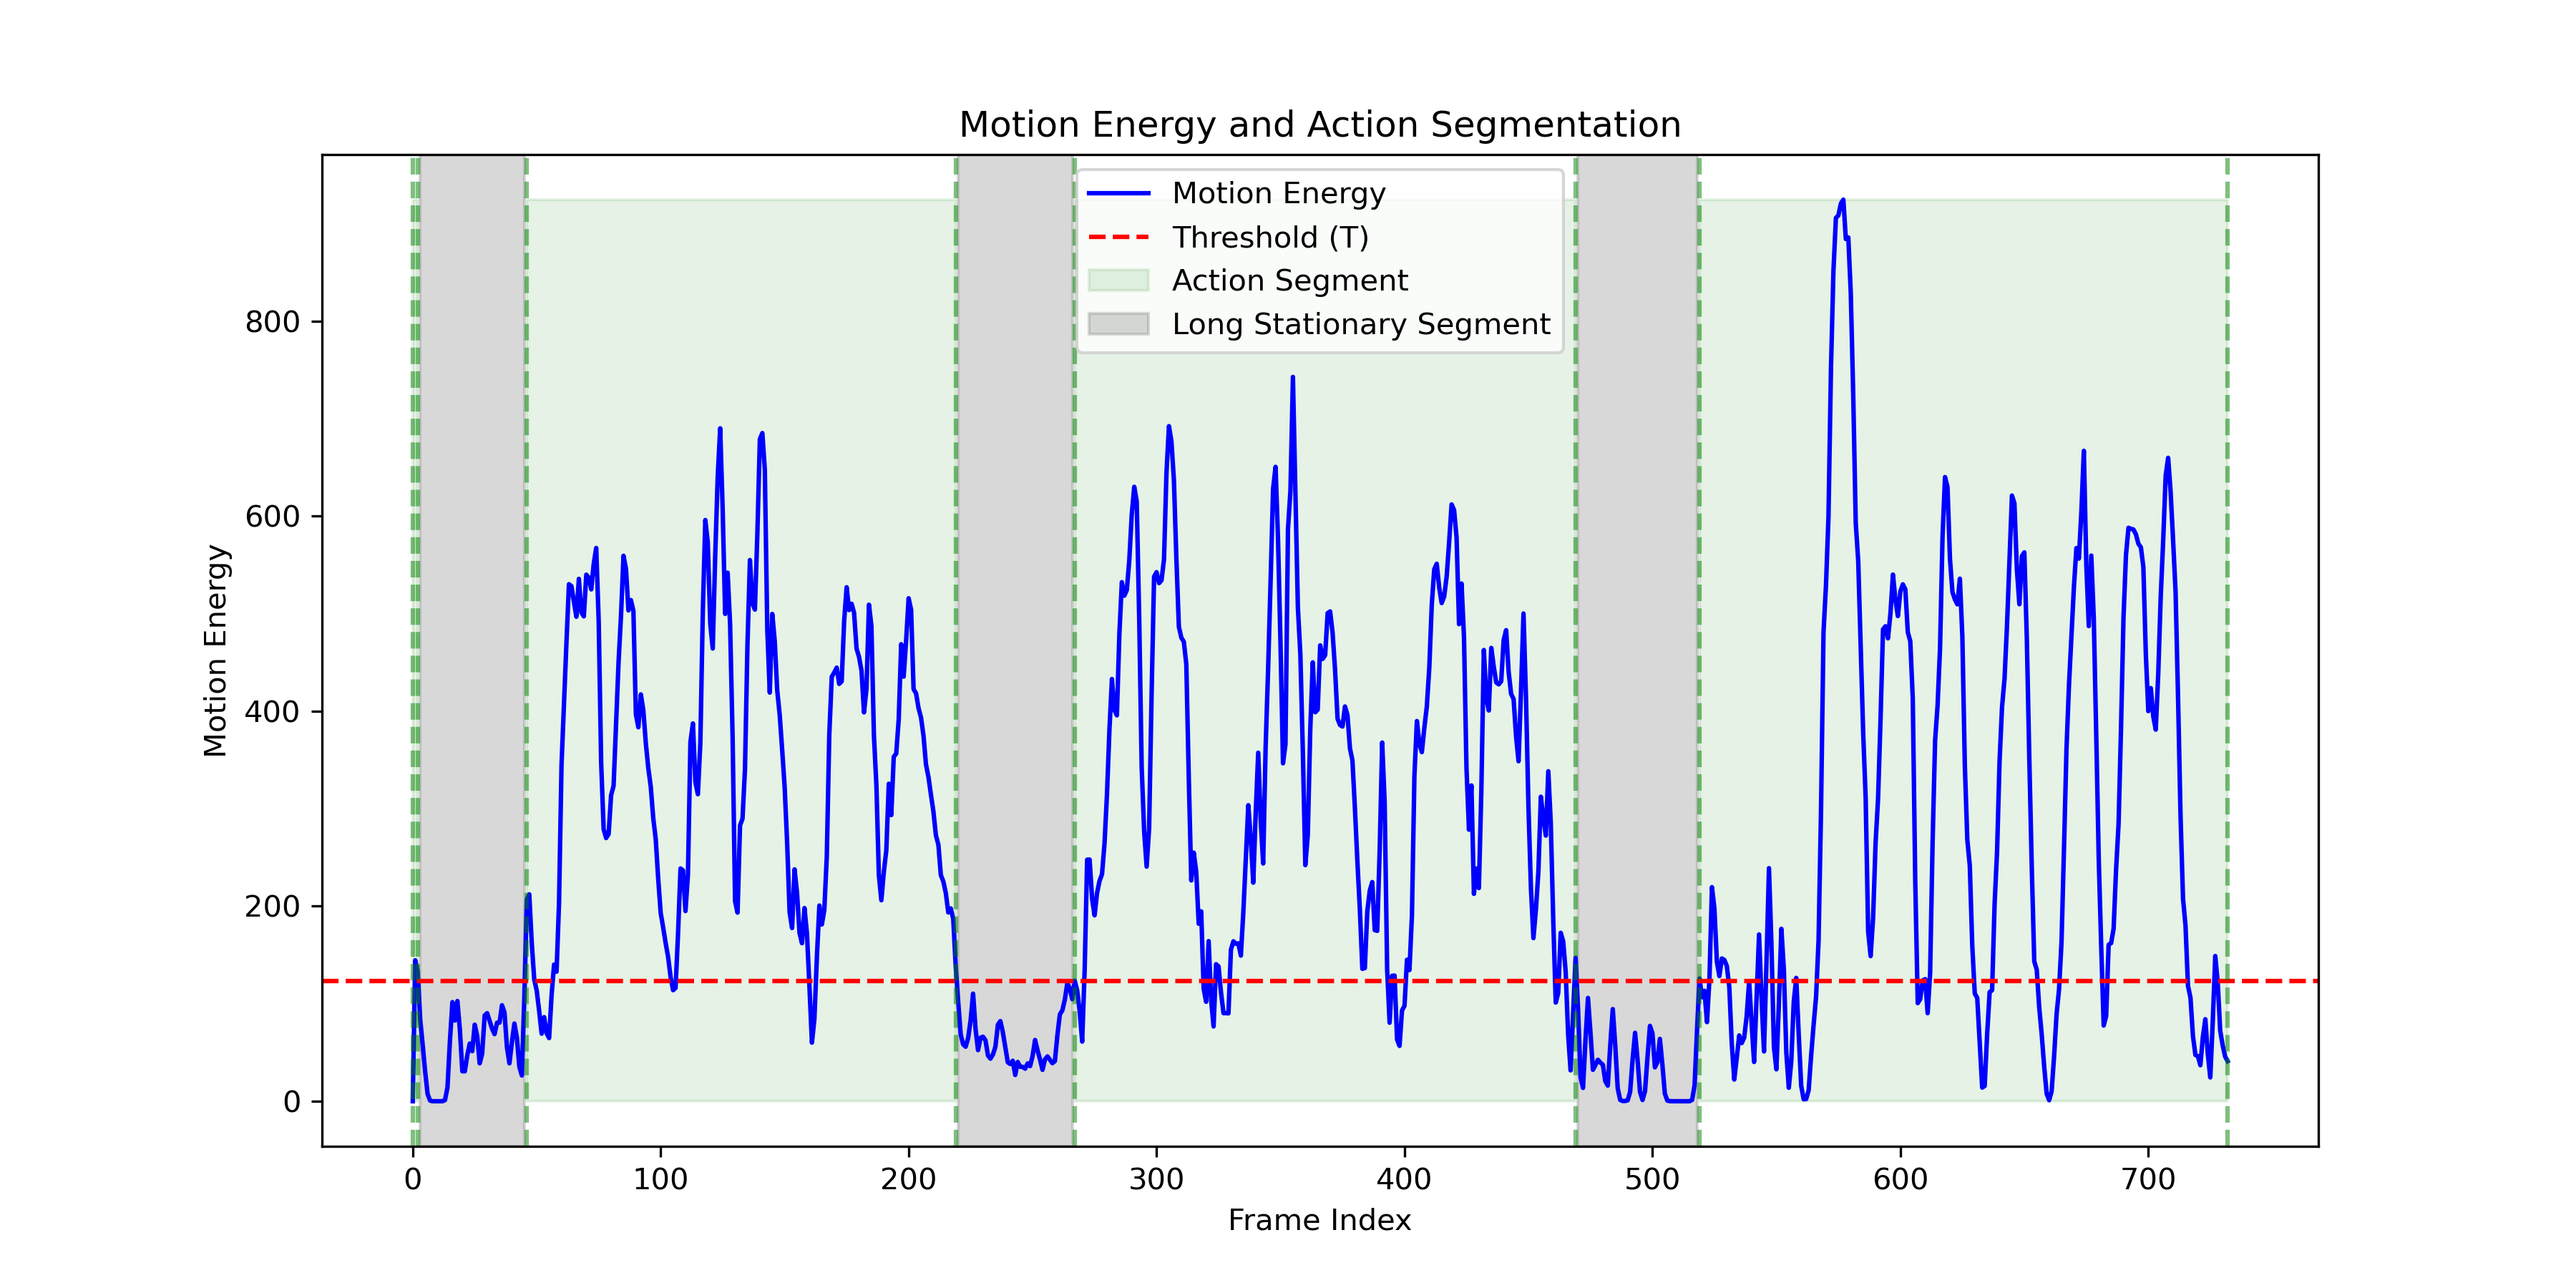 Motion Energy and Action Segmentation
Motion Energy
Threshold (T)
Action Segment
Long Stationary Segment
Motion Energy
800
600
400
200
0
0 100 200 300 400 500 600 700
Frame Index